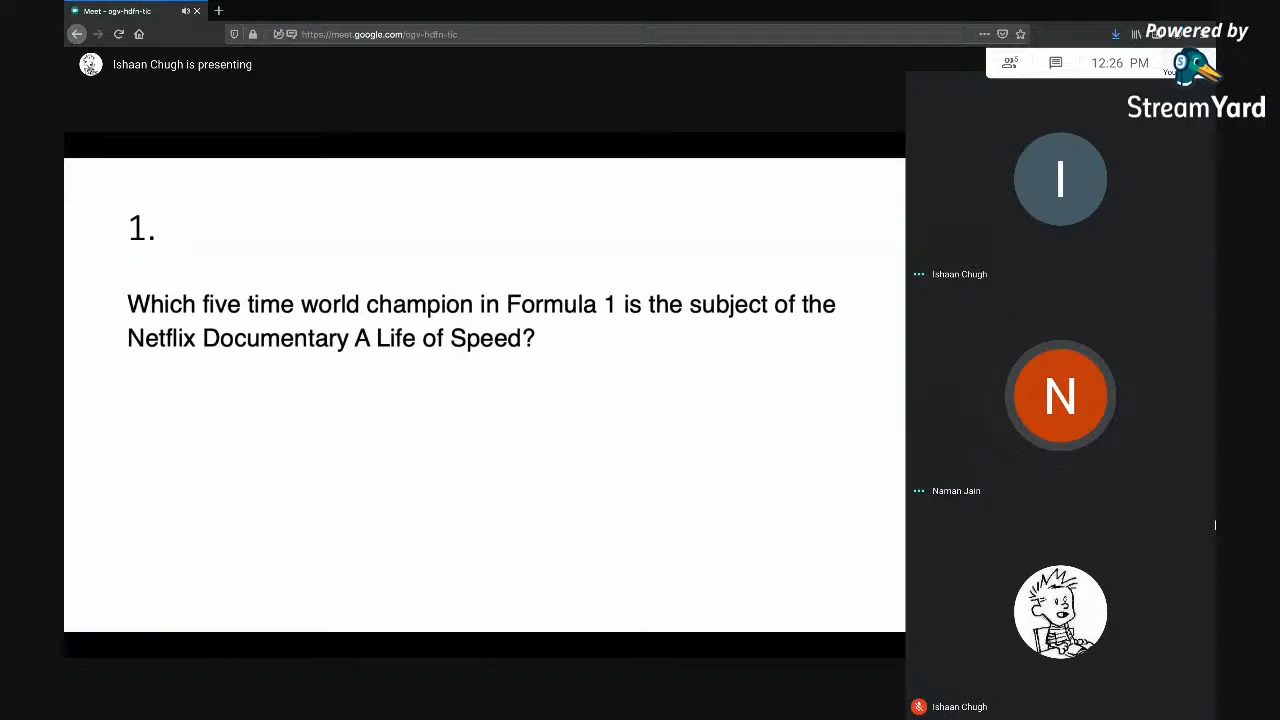 Meet - ogv-hdfn-tic
https://meet.google.com/ogv-hdfn-tic
Powered by
Ishaan Chugh is presenting
5
12:26 PM
You
S
StreamYard
I
1.
Ishaan Chugh
Which five time world champion in Formula 1 is the subject of the
Netflix Documentary A Life of Speed?
N
Naman Jain
Ishaan Chugh